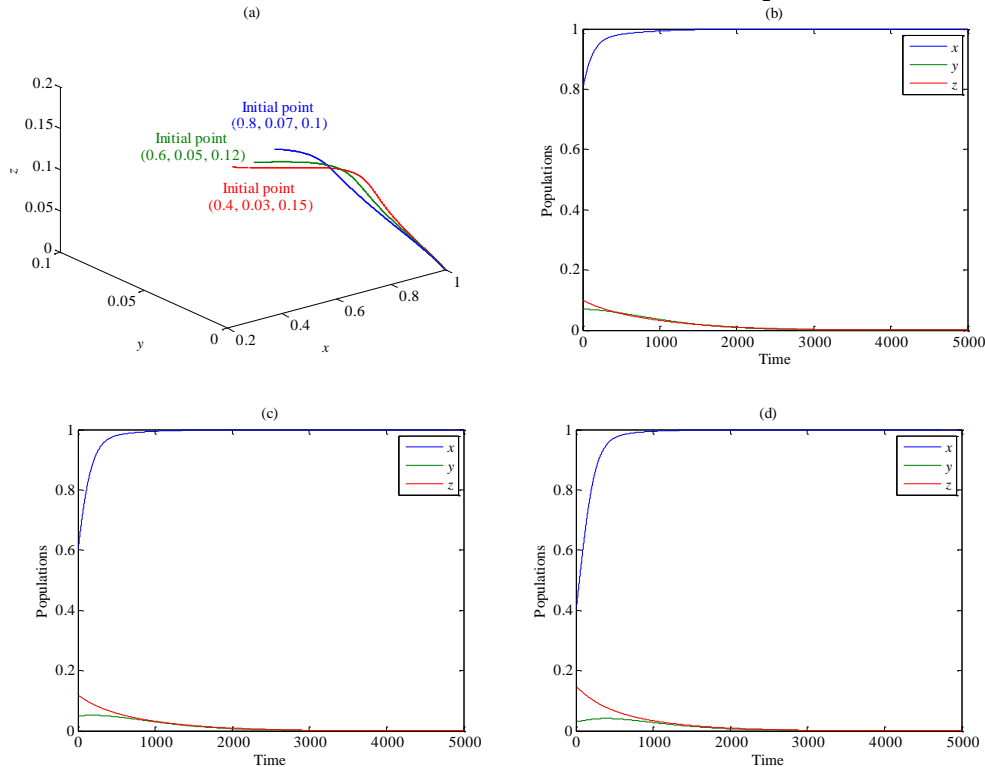 (a)
0.2
0.15
0.1
0.05
0
z
0.1
0.05
0
y
0.2
0.4
0.6
0.8
1
x
Initial point
(0.8, 0.07, 0.1)
Initial point
(0.6, 0.05, 0.12)
Initial point
(0.4, 0.03, 0.15)
(b)
1
0.8
0.6
0.4
0.2
0
Populations
x
y
z
0 1000 2000 3000 4000 5000
Time
(c)
1
0.8
0.6
0.4
0.2
0
Populations
x
y
z
0 1000 2000 3000 4000 5000
Time
(d)
1
0.8
0.6
0.4
0.2
0
Populations
x
y
z
0 1000 2000 3000 4000 5000
Time